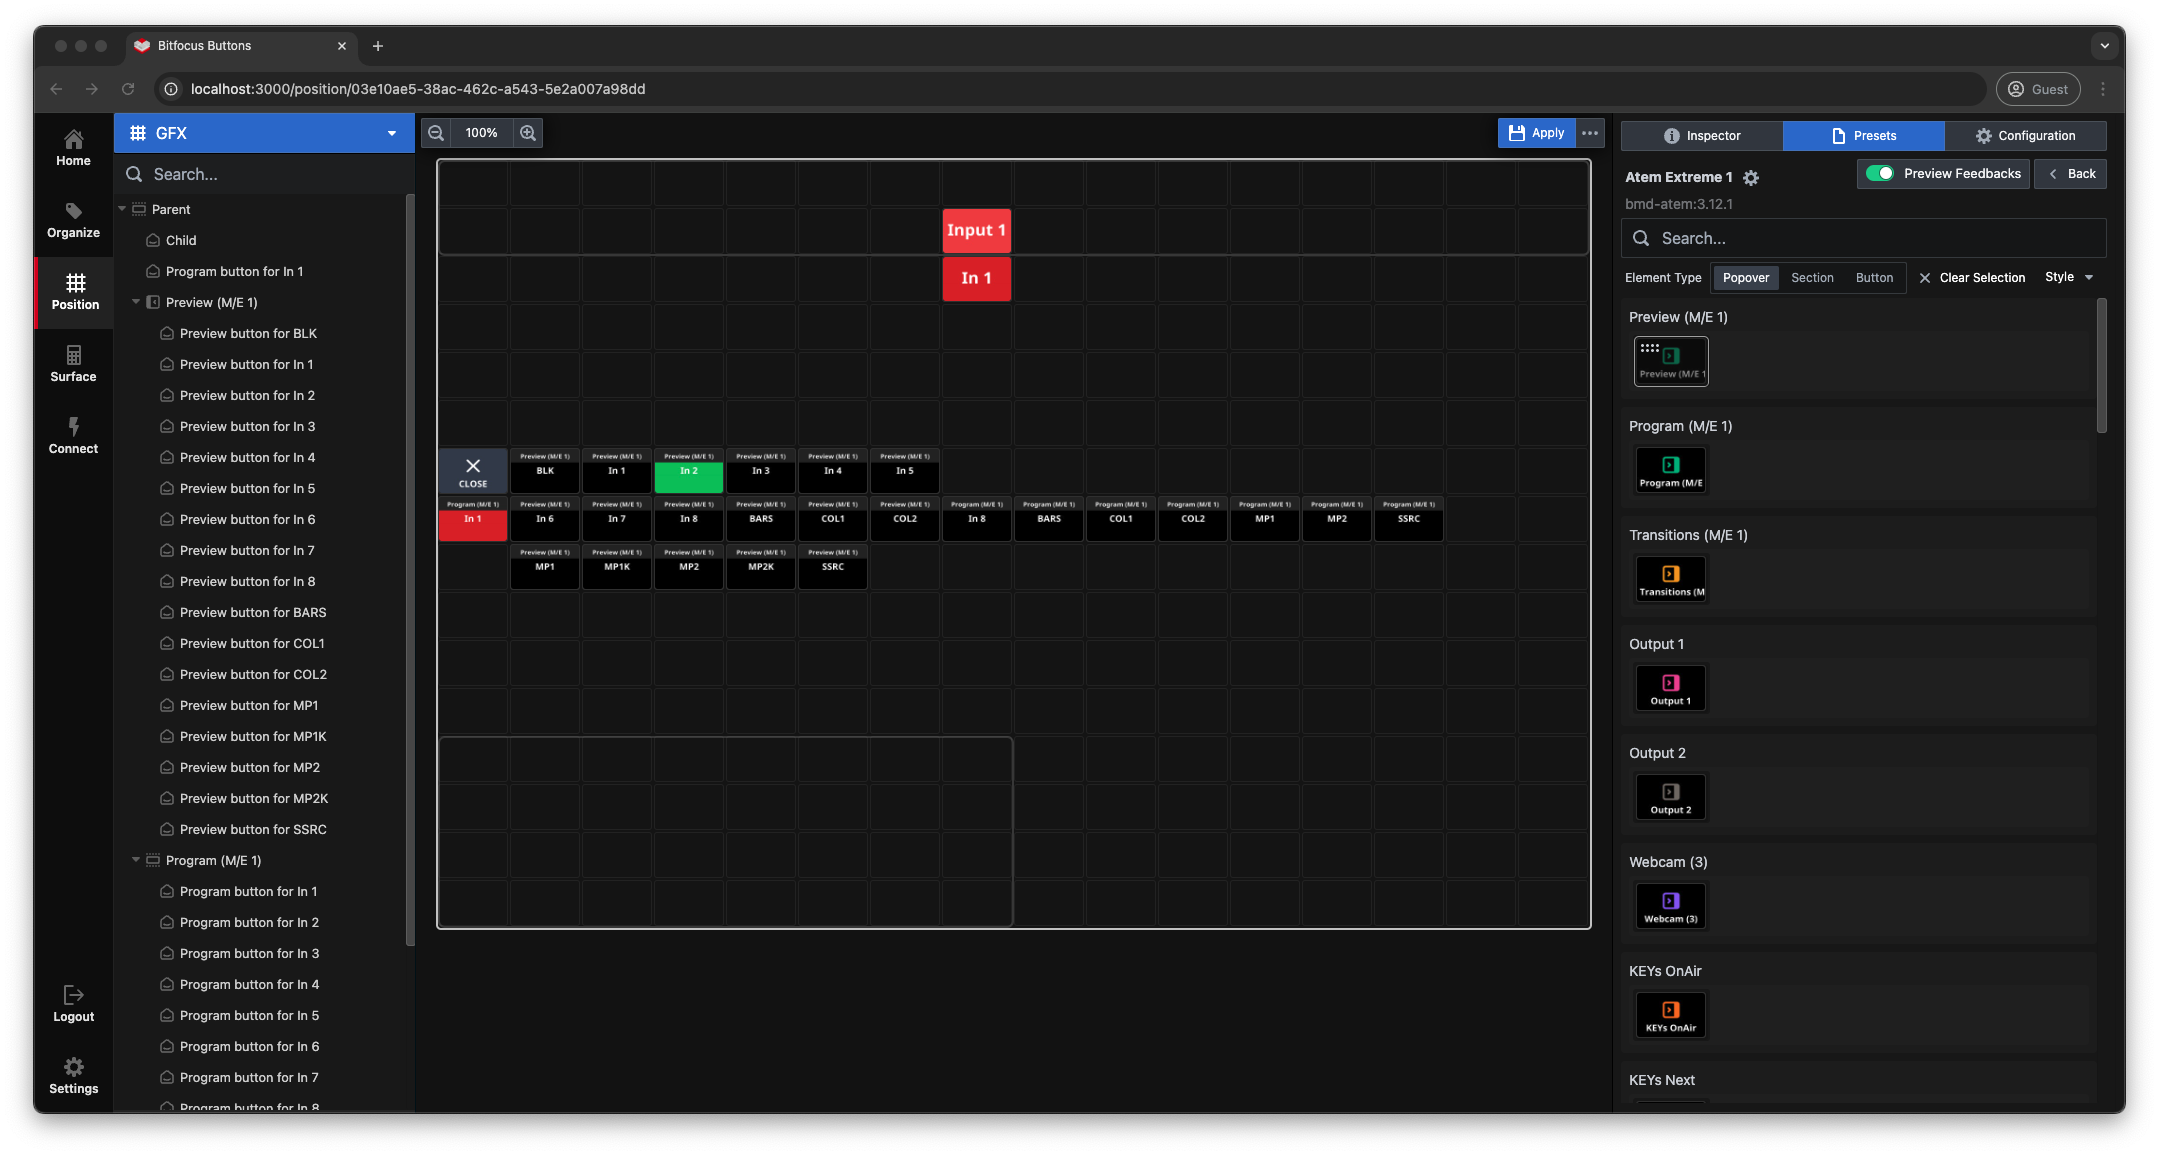 Bitfocus Buttons
localhost:3000/position/03e10ae5-38ac-462c-a543-5e2a007a98dd
Guest
Home
Organize
Position
Surface
Connect
Logout
Settings
GFX
Search...
Parent
Child
Program button for In 1
Preview (M/E 1)
Preview button for BLK
Preview button for In 1
Preview button for In 2
Preview button for In 3
Preview button for In 4
Preview button for In 5
Preview button for In 6
Preview button for In 7
Preview button for In 8
Preview button for BARS
Preview button for COL1
Preview button for COL2
Preview button for MP1
Preview button for MP1K
Preview button for MP2
Preview button for MP2K
Preview button for SSRC
Program (M/E 1)
Program button for In 1
Program button for In 2
Program button for In 3
Program button for In 4
Program button for In 5
Program button for In 6
Program button for In 7
Program button for In 8
100%
Apply
Input 1
In 1
CLOSE
Preview (M/E 1) Preview (M/E 1) Preview (M/E 1) Preview (M/E 1) Preview (M/E 1) Preview (M/E 1)
BLK In 1 In 2 In 3 In 4 In 5
Program (M/E 1) Preview (M/E 1) Preview (M/E 1) Preview (M/E 1) Preview (M/E 1) Preview (M/E 1) Preview (M/E 1) Program (M/E 1) Program (M/E 1) Program (M/E 1) Program (M/E 1) Program (M/E 1) Program (M/E 1) Program (M/E 1)
In 1 In 6 In 7 In 8 BARS COL1 COL2 In 8 BARS COL1 COL2 MP1 MP2 SSRC
Preview (M/E 1) Preview (M/E 1) Preview (M/E 1) Preview (M/E 1) Preview (M/E 1)
MP1 MP1K MP2 MP2K SSRC
Inspector
Presets
Configuration
Atem Extreme 1
Preview Feedbacks
Back
bmd-atem:3.12.1
Search...
Element Type
Popover
Section
Button
Clear Selection
Style
Preview (M/E 1)
Preview (M/E 1
Program (M/E 1)
Program (M/E
Transitions (M/E 1)
Transitions (M
Output 1
Output 1
Output 2
Output 2
Webcam (3)
Webcam (3)
KEYs OnAir
KEYs OnAir
KEYs Next